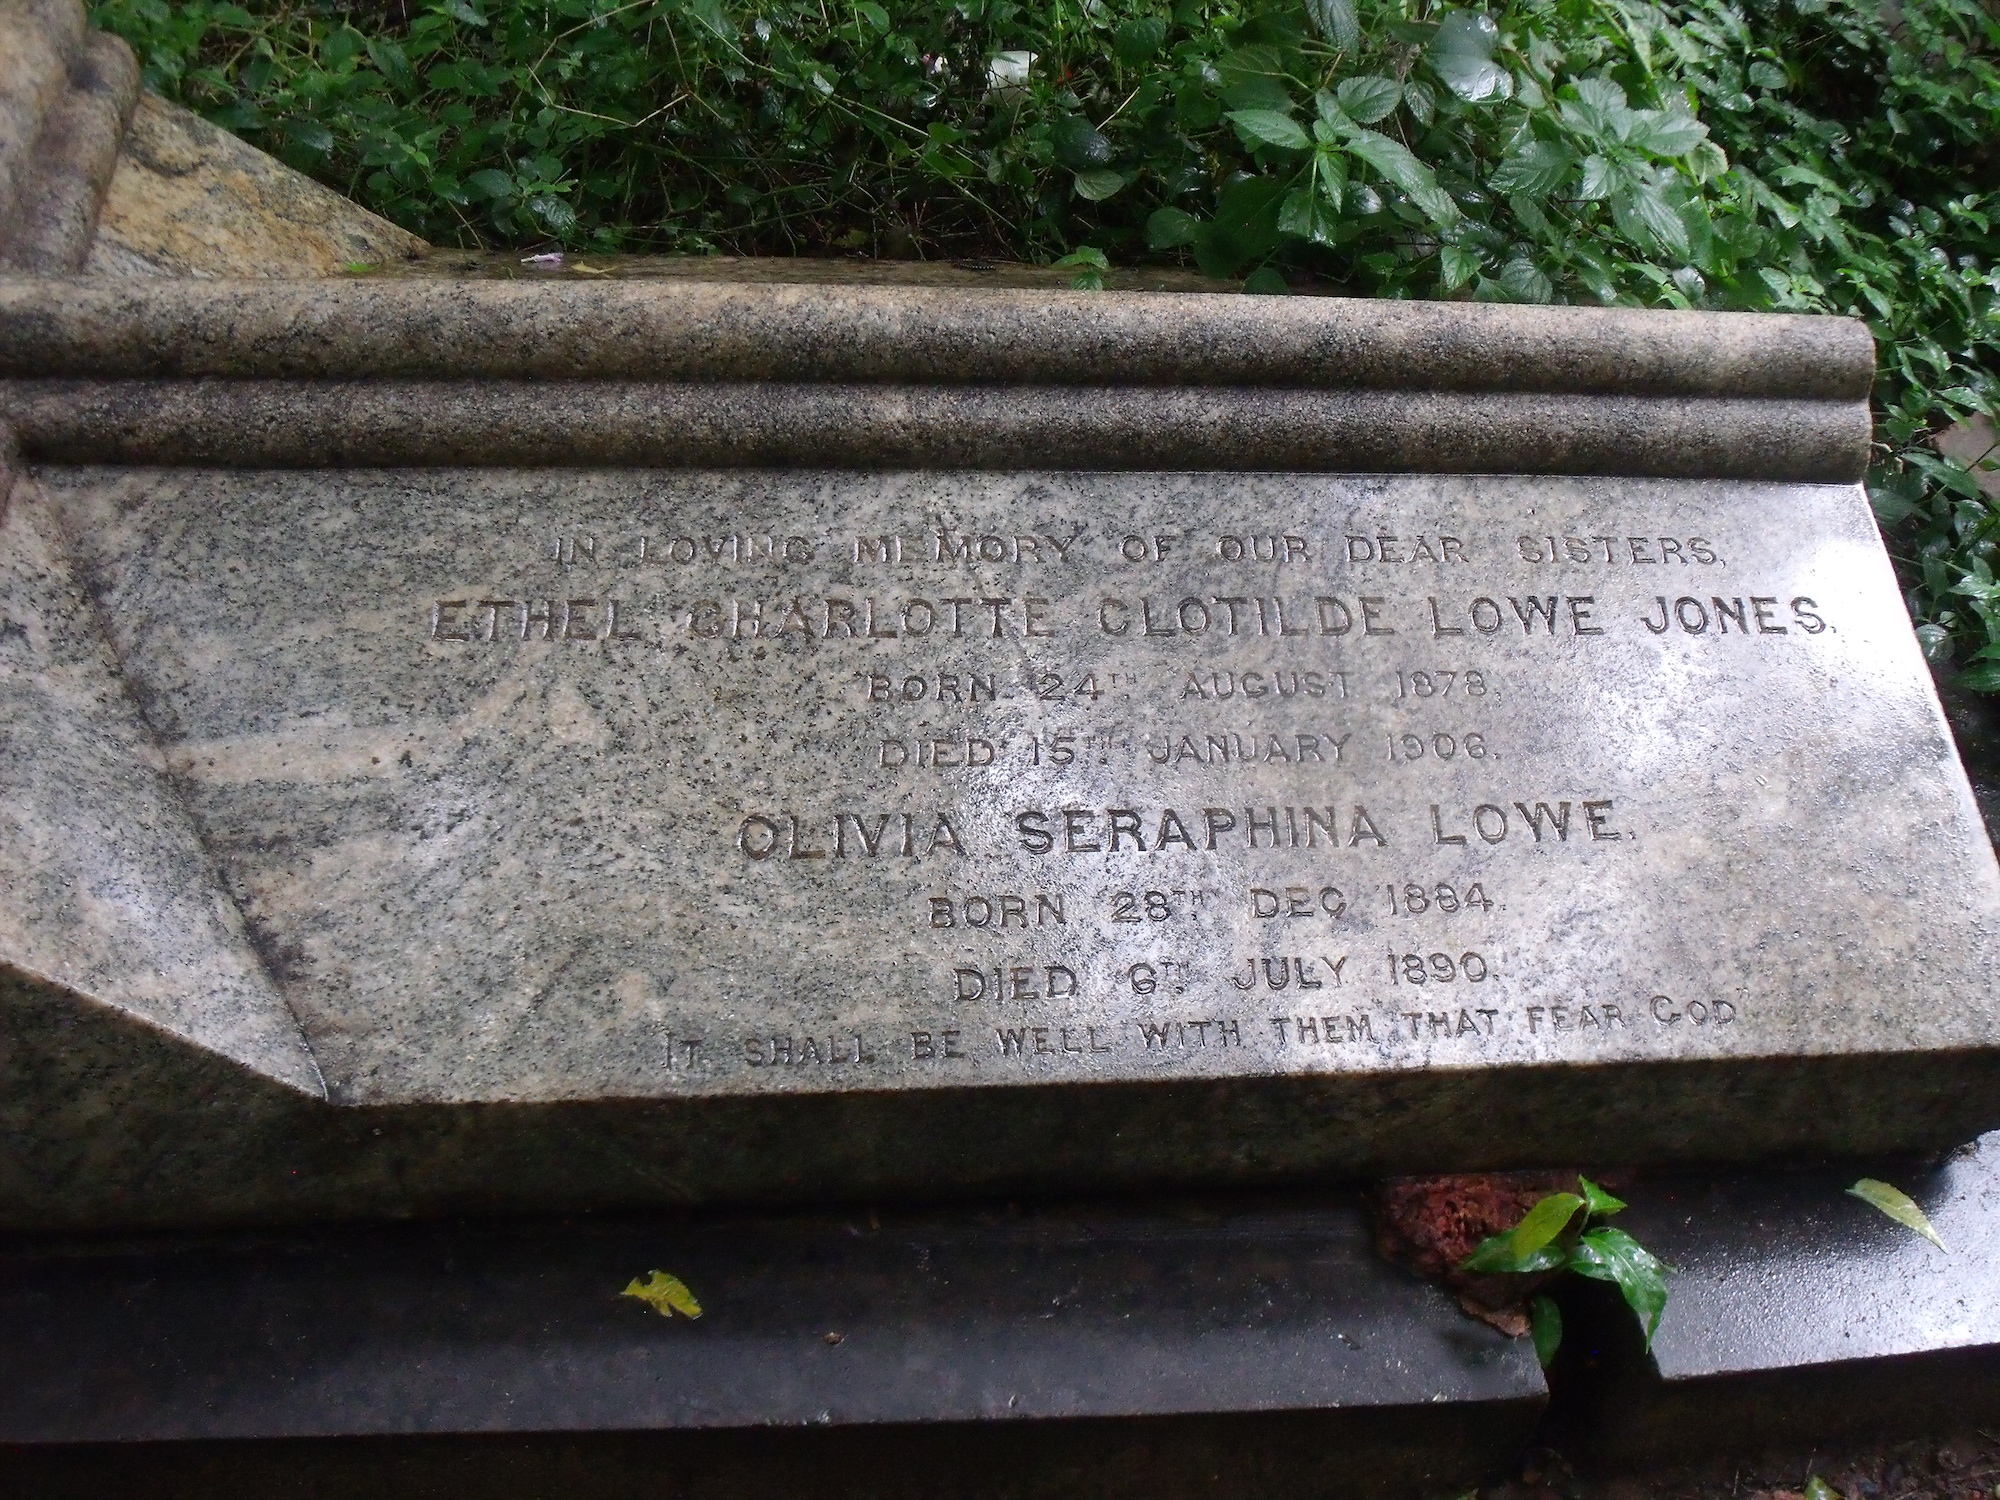 IN LOVING MEMORY OF OUR DEAR SISTERS,
ETHEL CHARLOTTE CLOTILDE LOWE JONES.
BORN 24TH AUGUST 1878,
DIED 15TH JANUARY 1906.
OLIVIA SERAPHINA LOWE.
BORN 28TH DEC 1884.
DIED 6TH JULY 1890.
IT SHALL BE WELL WITH THEM THAT FEAR GOD